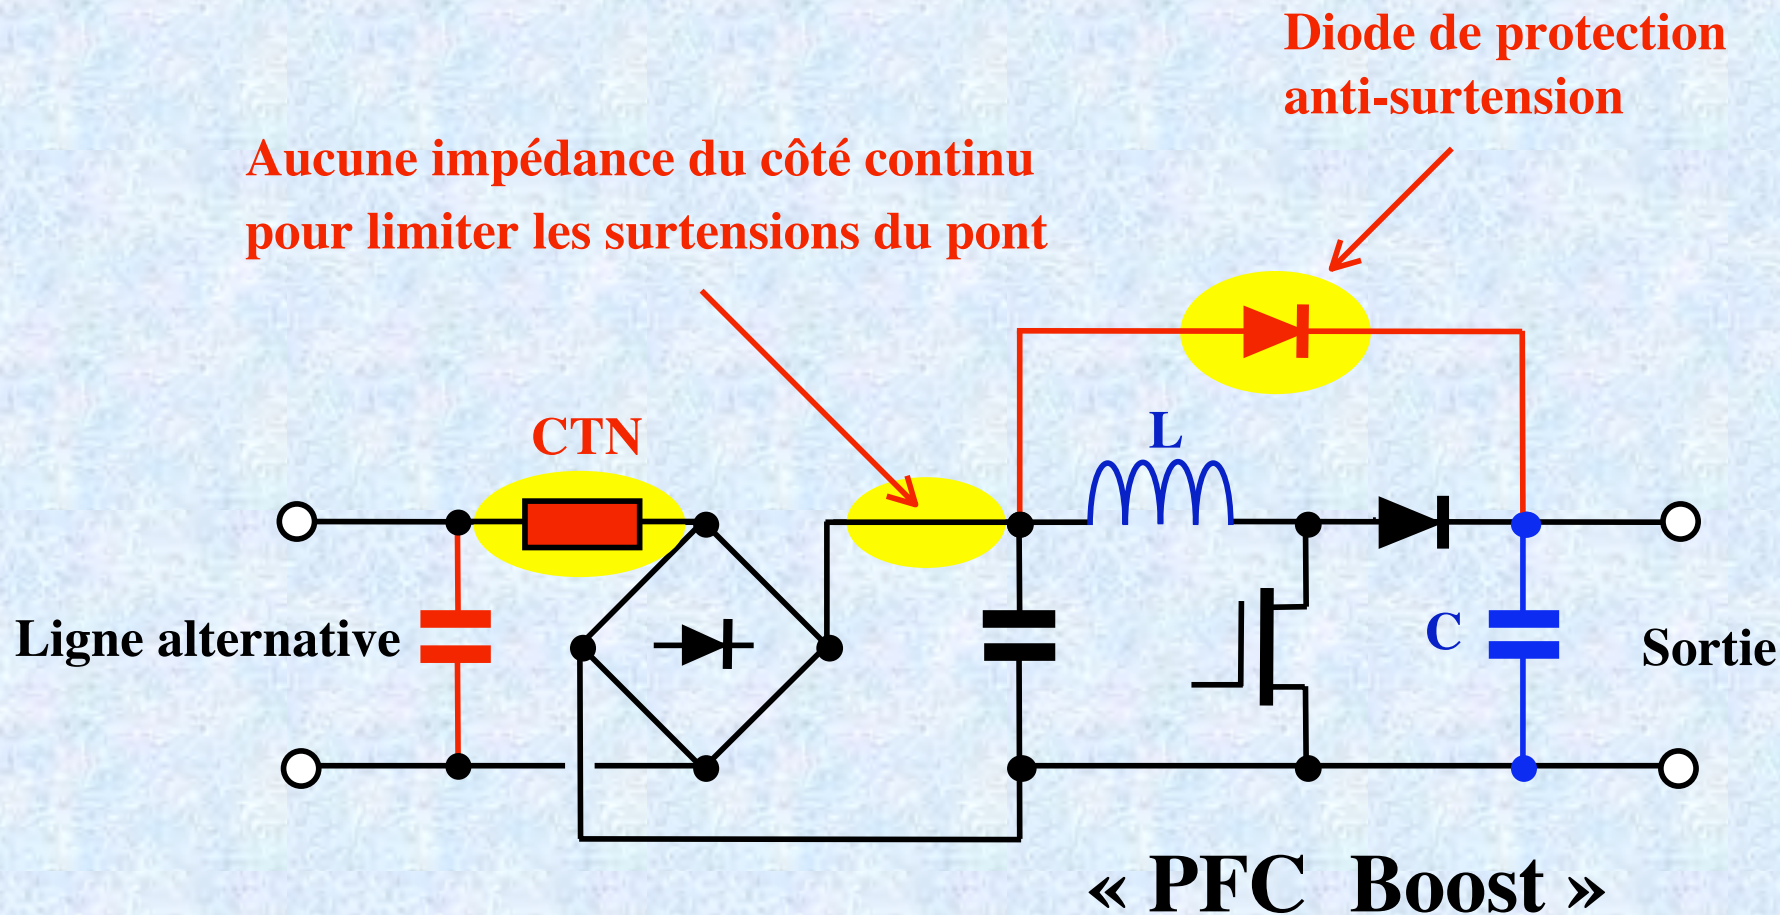 Diode de protection
anti-surtension
Aucune impédance du côté continu
pour limiter les surtensions du pont
CTN
L
Ligne alternative
C
Sortie
« PFC Boost »